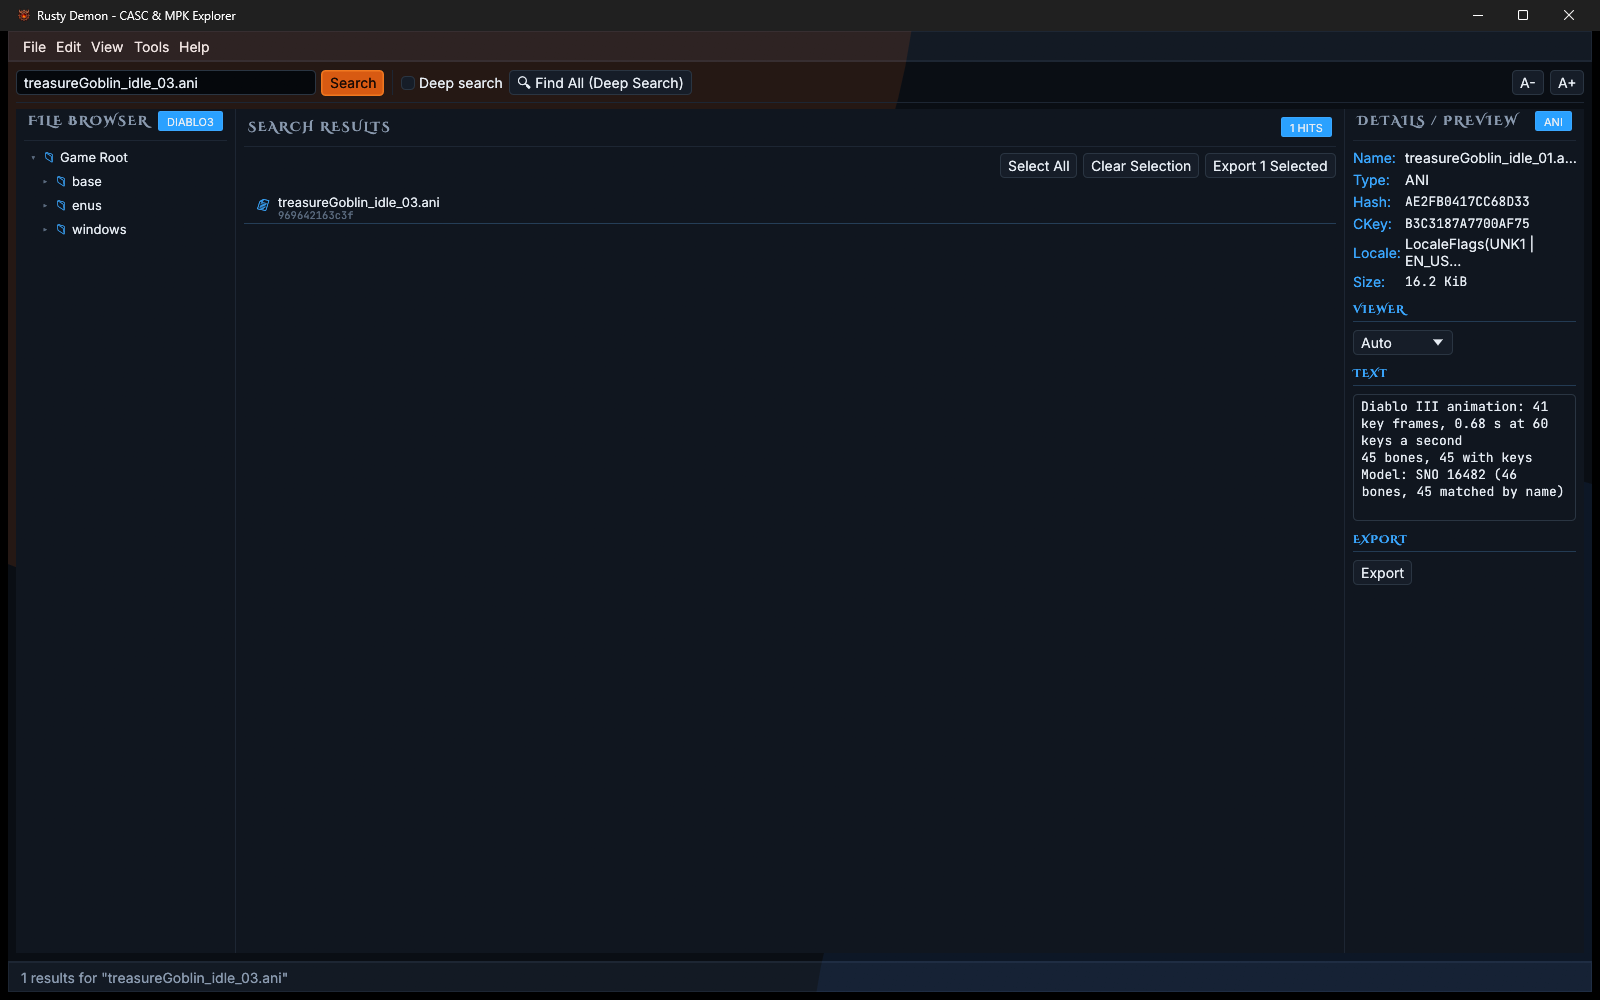 Rusty Demon - CASC & MPK Explorer
File Edit View Tools Help
treasureGoblin_idle_03.ani Search Deep search Find All (Deep Search) A- A+
FILE BROWSER DIABLO3
Game Root
base
enus
windows
SEARCH RESULTS 1 HITS
Select All Clear Selection Export 1 Selected
treasureGoblin_idle_03.ani
969642163c3f
DETAILS / PREVIEW ANI
Name: treasureGoblin_idle_01.a...
Type: ANI
Hash: AE2FB0417CC68D33
CKey: B3C3187A7700AF75
Locale: LocaleFlags(UNK1 |
EN_US...
Size: 16.2 KiB
VIEWER
Auto
TEXT
Diablo III animation: 41
key frames, 0.68 s at 60
keys a second
45 bones, 45 with keys
Model: SNO 16482 (46
bones, 45 matched by name)
EXPORT
Export
1 results for "treasureGoblin_idle_03.ani"